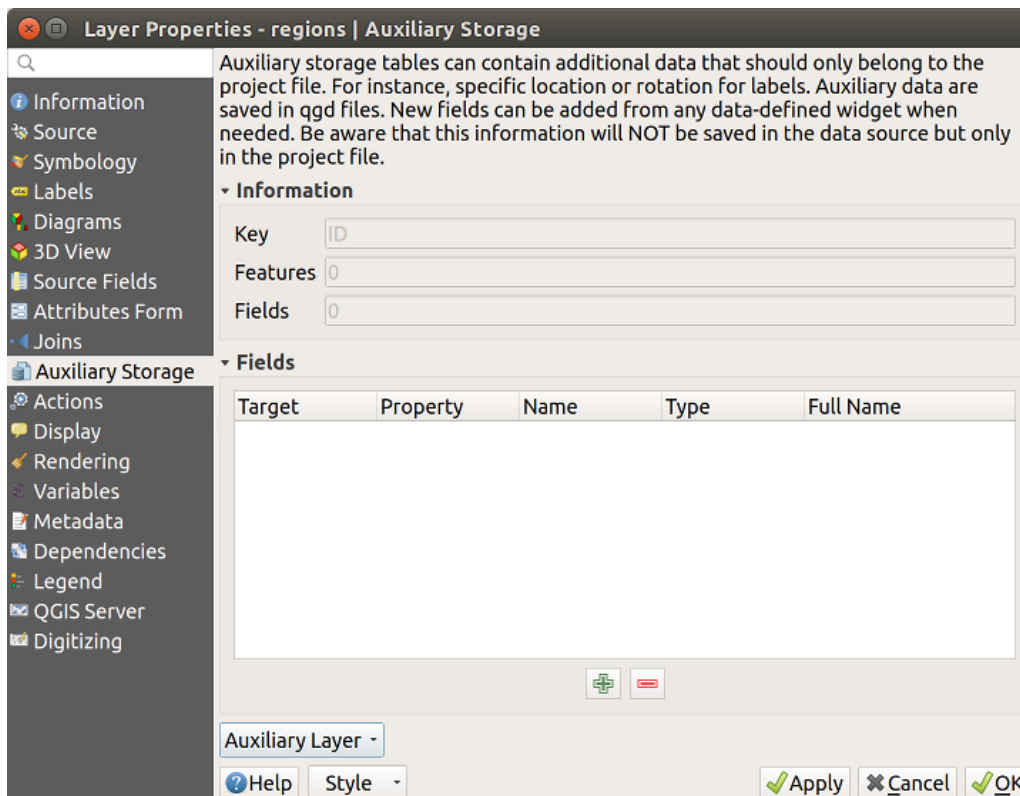 Layer Properties - regions | Auxiliary Storage
Information
Source
Symbology
abc Labels
Diagrams
3D View
Source Fields
Attributes Form
Joins
Auxiliary Storage
Actions
Display
Rendering
Variables
Metadata
Dependencies
Legend
QGIS Server
Digitizing
Auxiliary storage tables can contain additional data that should only belong to the
project file. For instance, specific location or rotation for labels. Auxiliary data are
saved in qgd files. New fields can be added from any data-defined widget when
needed. Be aware that this information will NOT be saved in the data source but only
in the project file.
Information
Key ID
Features 0
Fields 0
Fields
Target Property Name Type Full Name
Auxiliary Layer
Help Style Apply Cancel OK